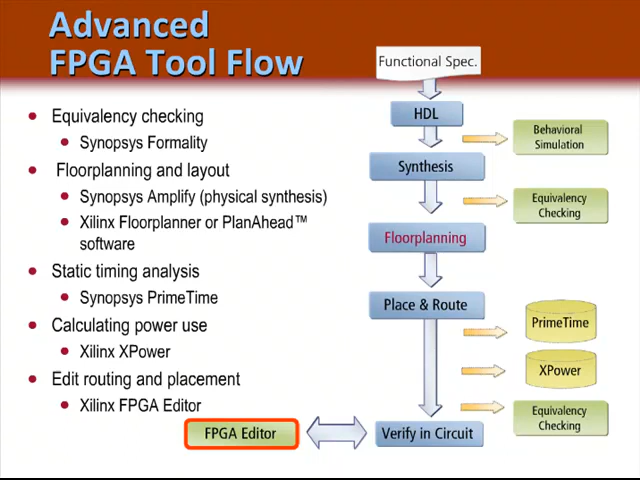 Advanced
FPGA Tool Flow
Equivalency checking
Synopsys Formality
Floorplanning and layout
Synopsys Amplify (physical synthesis)
Xilinx Floorplanner or PlanAhead™
software
Static timing analysis
Synopsys PrimeTime
Calculating power use
Xilinx XPower
Edit routing and placement
Xilinx FPGA Editor
Functional Spec.
HDL
Behavioral
Simulation
Synthesis
Equivalency
Checking
Floorplanning
Place & Route
PrimeTime
XPower
Equivalency
Checking
FPGA Editor
Verify in Circuit